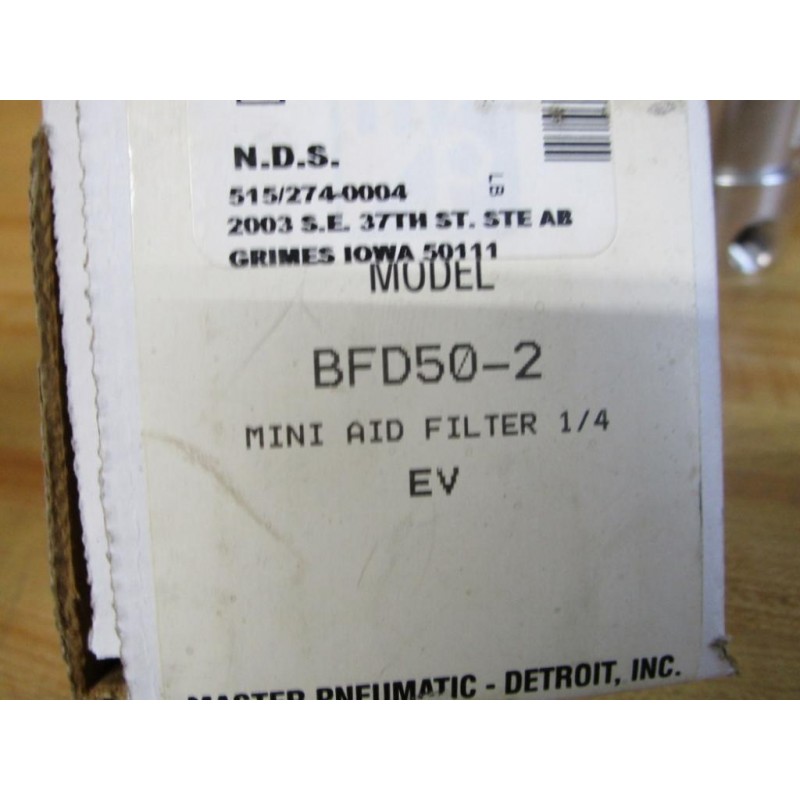 N.D.S.
515/274-0004
LB
2003 S.E. 37TH ST. STE AB
GRIMES IOWA 50111
MODEL
BFD50-2
MINI AID FILTER 1/4
EV
MASTER PNEUMATIC - DETROIT, INC.